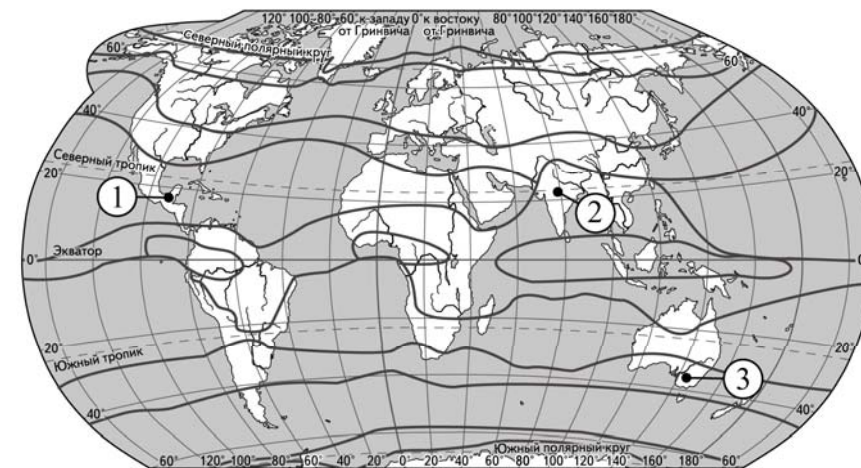 120° 100° 80° 60° к западу 0° к востоку 80° 100° 120° 140° 160° 180°
от Гринвича от Гринвича
Северный полярный круг
60° 60°
40° 40°
Северный тропик
20° 20°
1
2
Экватор
0° 0°
20° 20°
Южный тропик
3
40° 40°
Южный полярный круг
60° 120° 100° 80° 60° 40° 20° 0° 20° 40° 60° 80° 100° 120° 140° 160° 60°